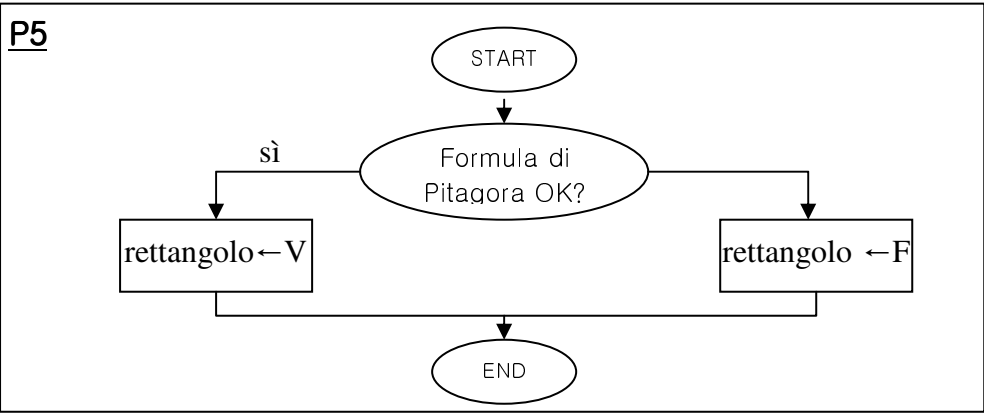 P5
START
sì
Formula di
Pitagora OK?
rettangolo←V
rettangolo ←F
END